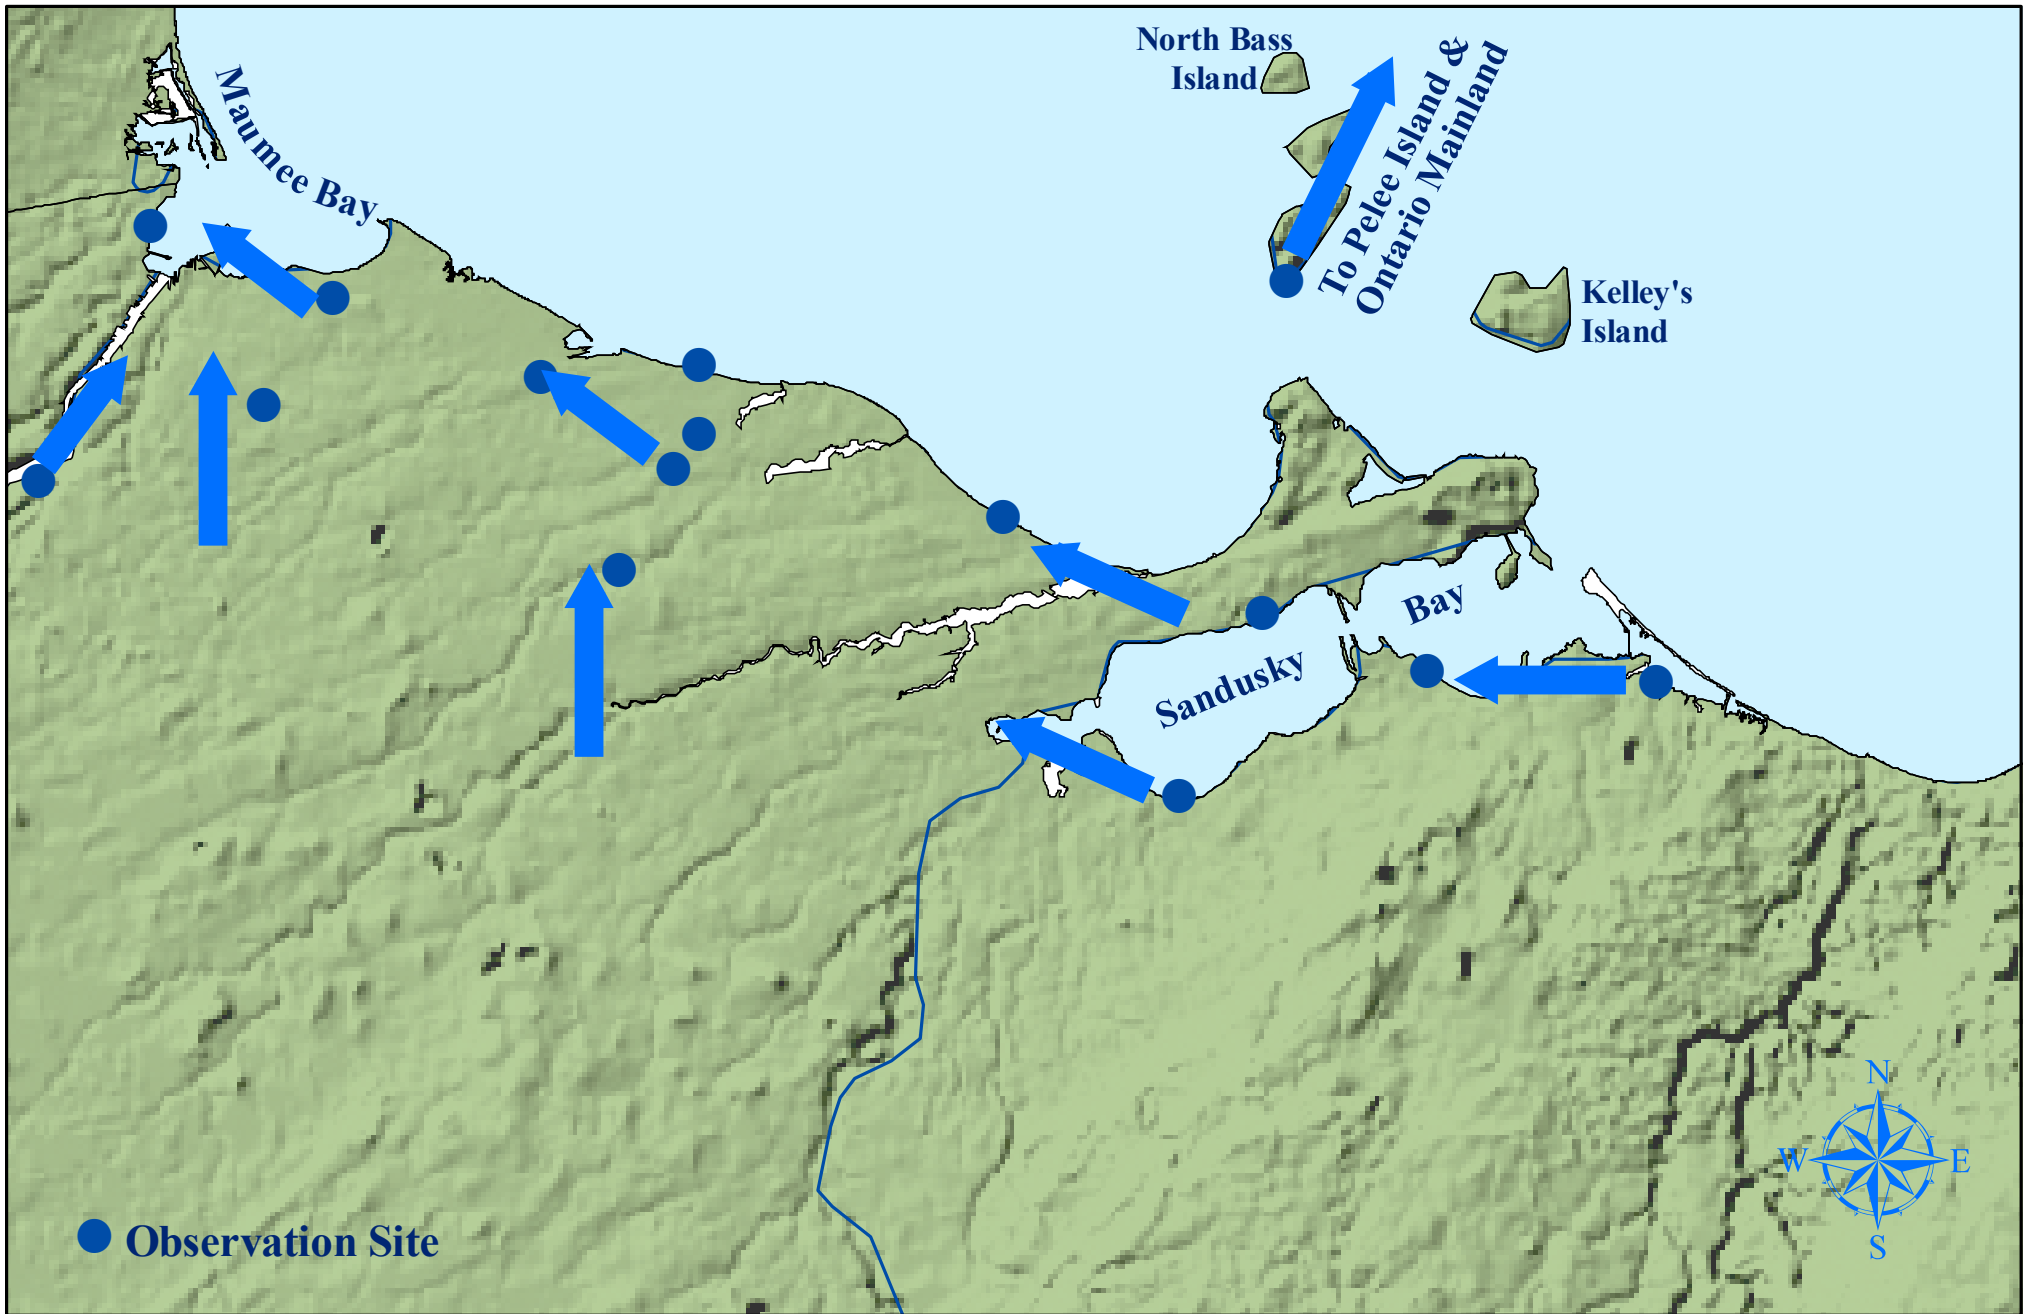 North Bass
Island
To Pelee Island &
Ontario Mainland
Maumee Bay
Kelley's
Island
Bay
Sandusky
N
W
E
S
Observation Site